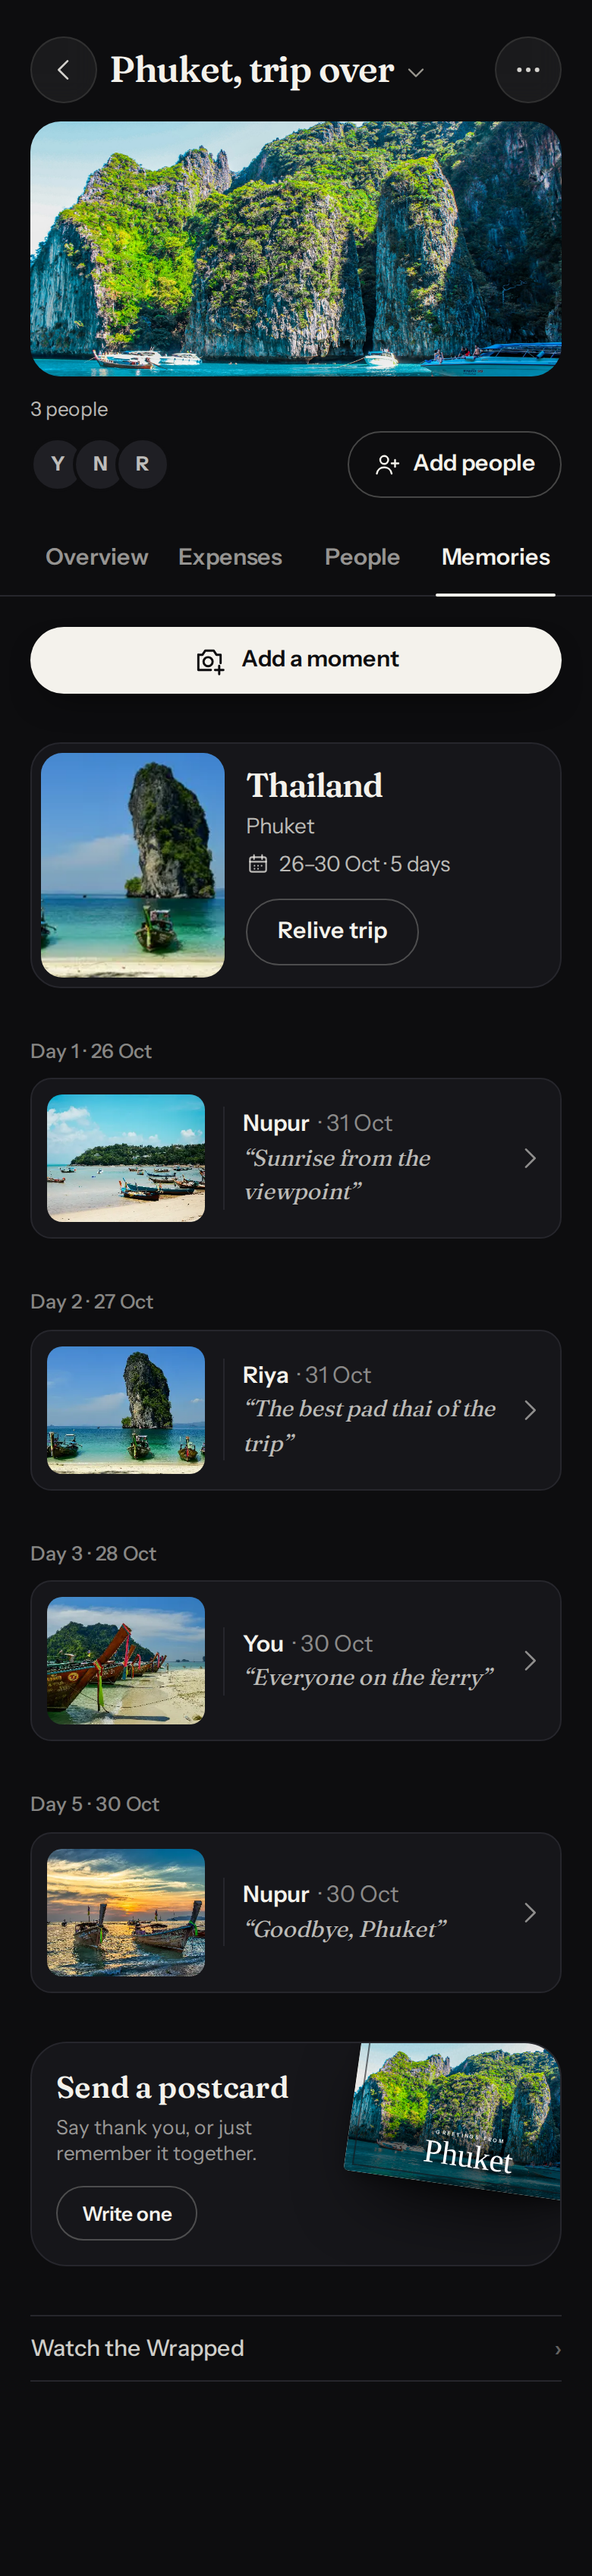 Phuket, trip over
3 people
Y N R
Add people
Overview Expenses People Memories
Add a moment
Thailand
Phuket
26–30 Oct · 5 days
Relive trip
Day 1 · 26 Oct
Nupur · 31 Oct
“Sunrise from the
viewpoint”
Day 2 · 27 Oct
Riya · 31 Oct
“The best pad thai of the
trip”
Day 3 · 28 Oct
You · 30 Oct
“Everyone on the ferry”
Day 5 · 30 Oct
Nupur · 30 Oct
“Goodbye, Phuket”
Send a postcard
Say thank you, or just
remember it together.
Write one
GREETINGS FROM
Phuket
Watch the Wrapped